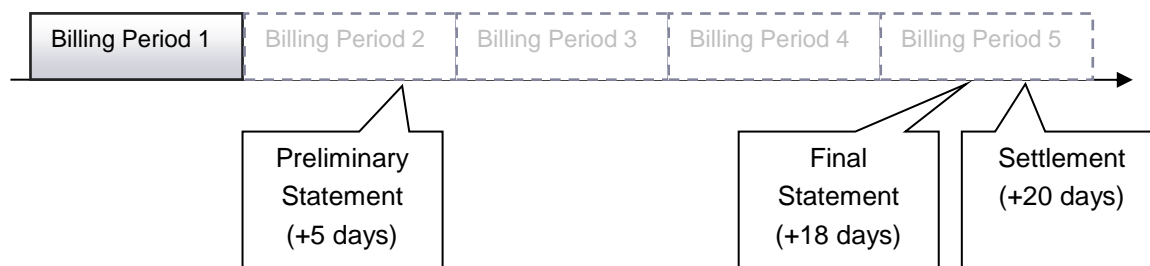 Billing Period 1
Billing Period 2
Billing Period 3
Billing Period 4
Billing Period 5
Preliminary
Statement
(+5 days)
Final
Statement
(+18 days)
Settlement
(+20 days)